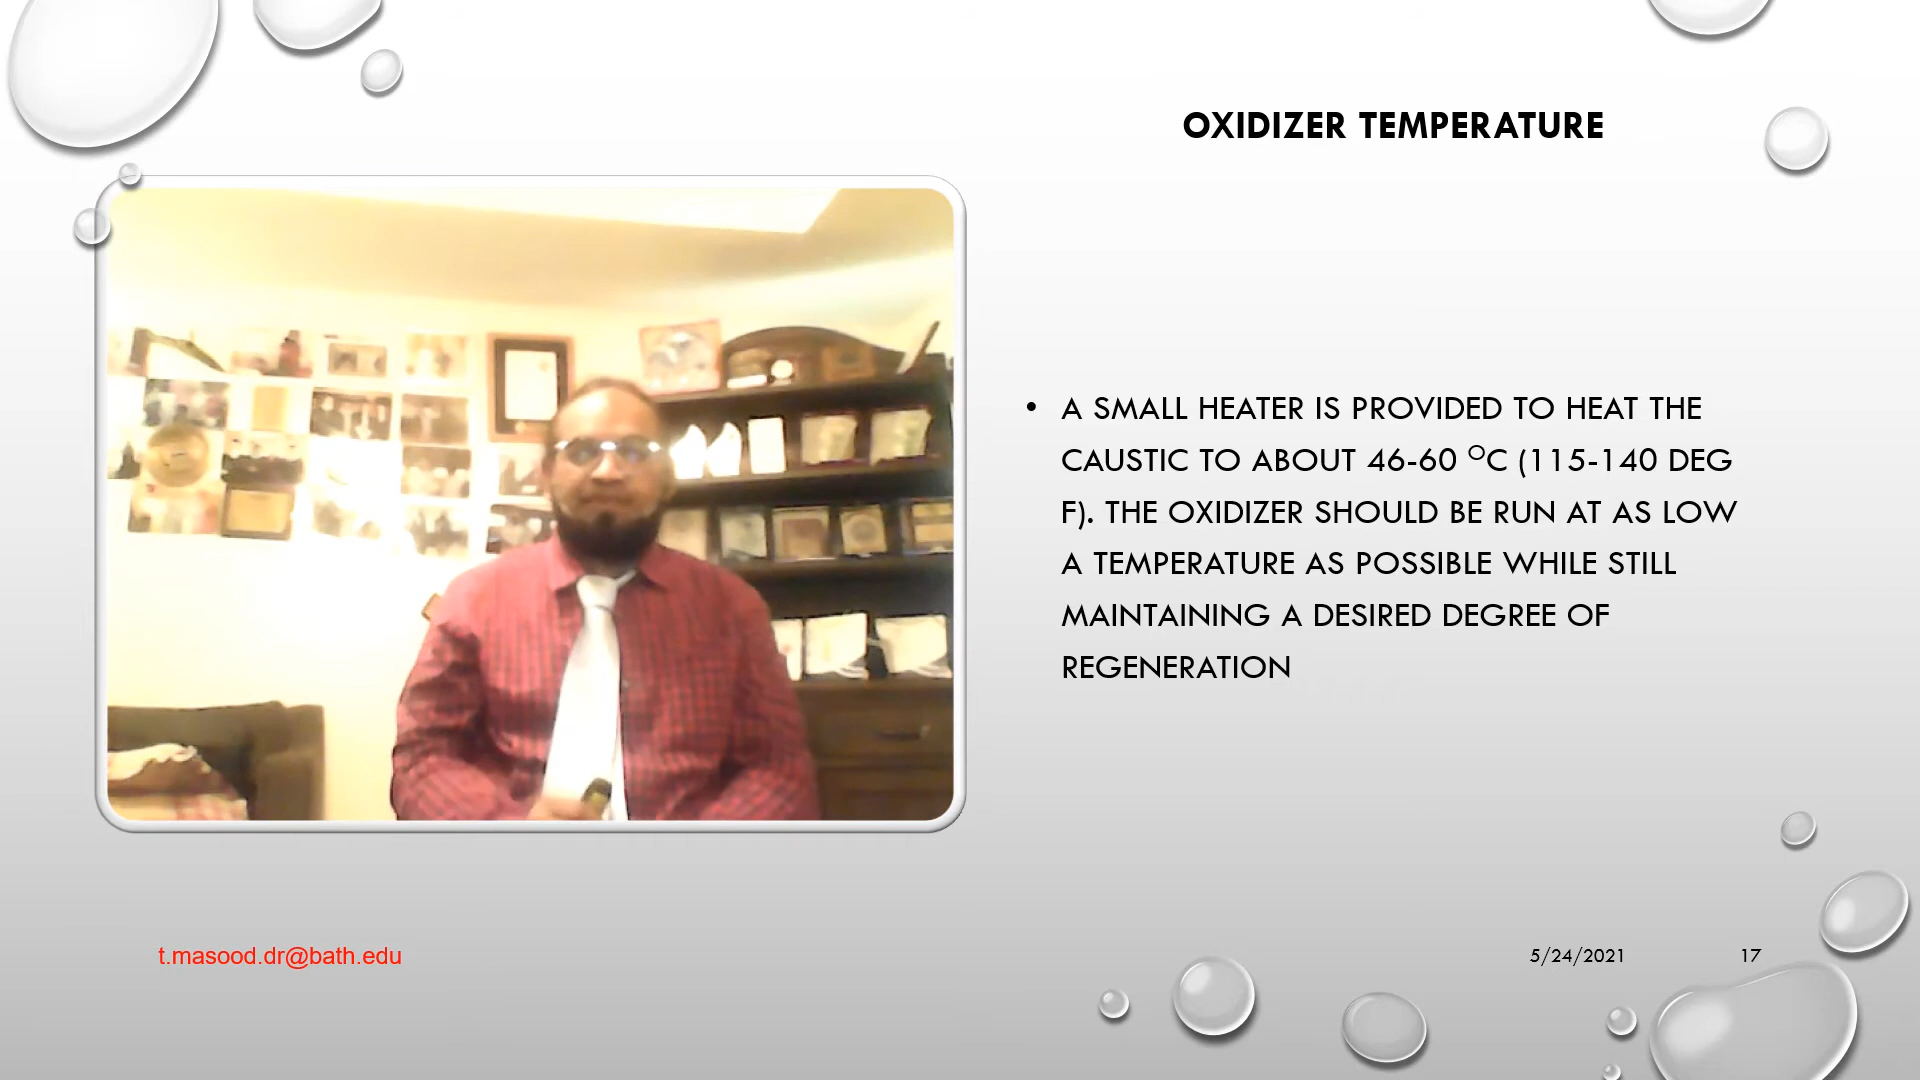 OXIDIZER TEMPERATURE
• A SMALL HEATER IS PROVIDED TO HEAT THE
CAUSTIC TO ABOUT 46-60 ᴼC (115-140 DEG
F). THE OXIDIZER SHOULD BE RUN AT AS LOW
A TEMPERATURE AS POSSIBLE WHILE STILL
MAINTAINING A DESIRED DEGREE OF
REGENERATION
t.masood.dr@bath.edu
5/24/2021
17